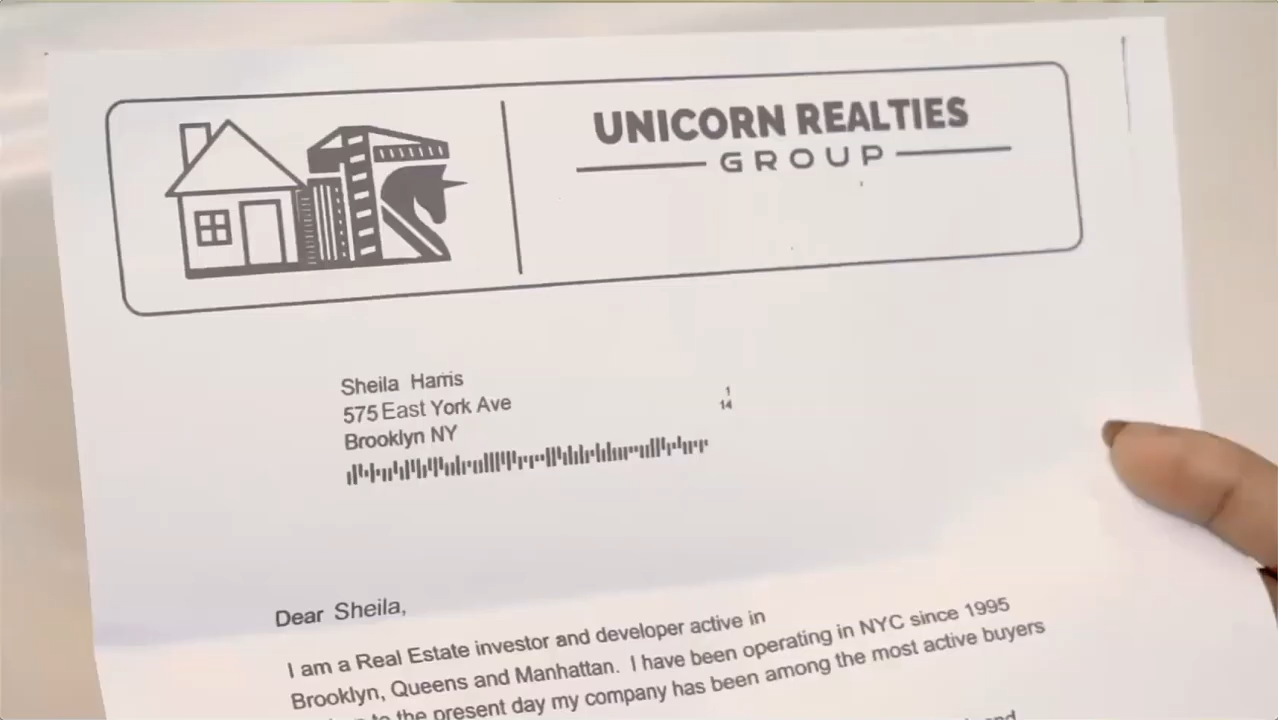 UNICORN REALTIES
GROUP
Sheila Harris
575 East York Ave
Brooklyn NY
1
14
Dear Sheila,
I am a Real Estate investor and developer active in
Brooklyn, Queens and Manhattan. I have been operating in NYC since 1995
to the present day my company has been among the most active buyers
and